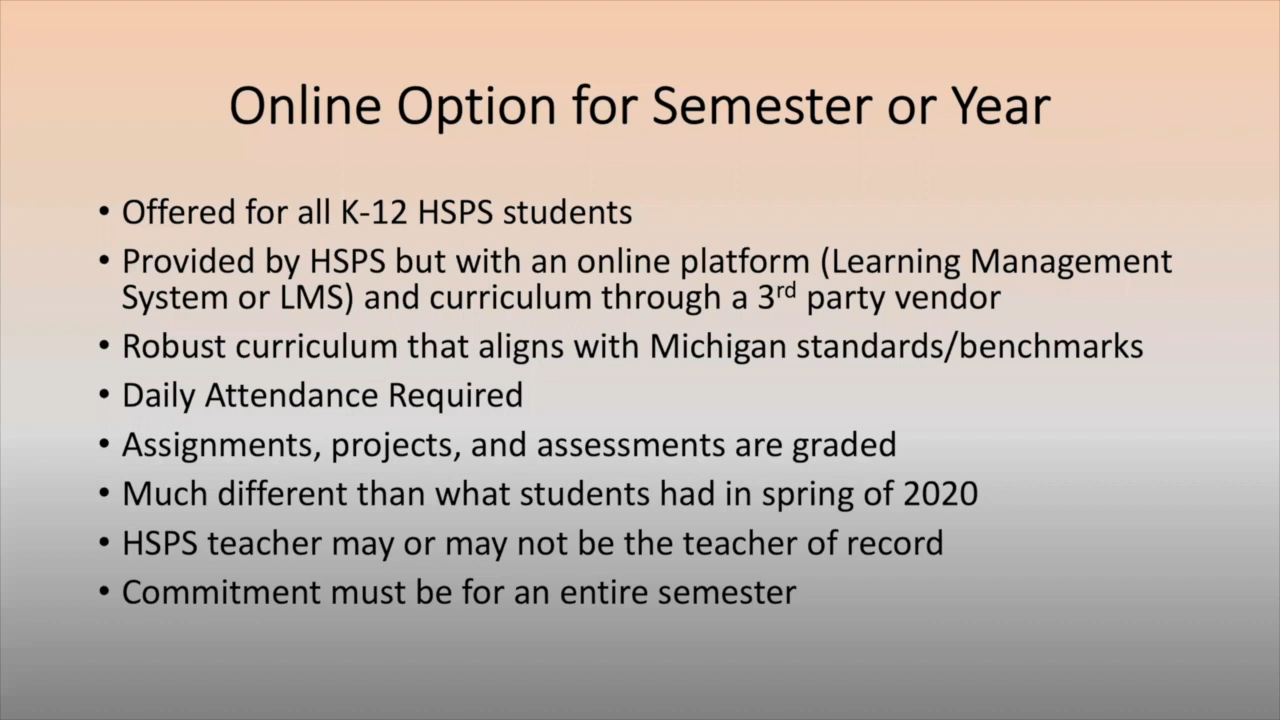 Online Option for Semester or Year
• Offered for all K-12 HSPS students
• Provided by HSPS but with an online platform (Learning Management
System or LMS) and curriculum through a 3rd party vendor
• Robust curriculum that aligns with Michigan standards/benchmarks
• Daily Attendance Required
• Assignments, projects, and assessments are graded
• Much different than what students had in spring of 2020
• HSPS teacher may or may not be the teacher of record
• Commitment must be for an entire semester